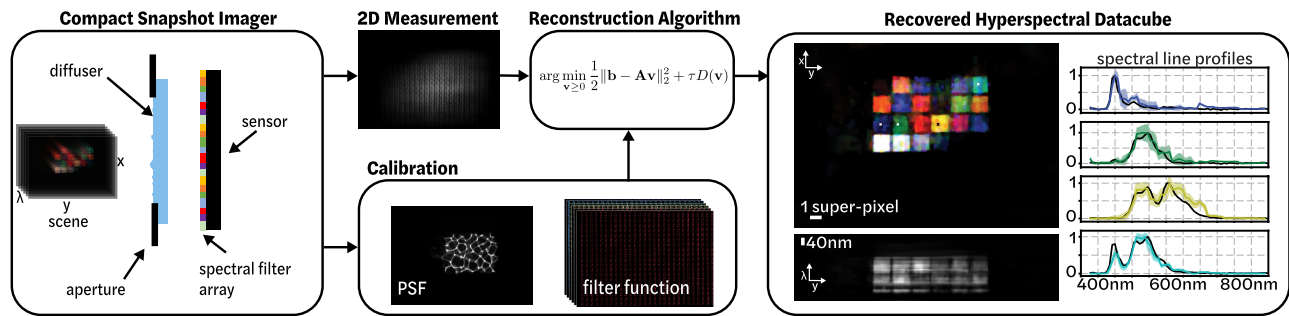 Compact Snapshot Imager
diffuser
sensor
x
λ
y
scene
spectral filter
array
aperture
2D Measurement
Reconstruction Algorithm
arg min 1/2 ‖b − Av‖₂² + τD(v)
v≥0
Calibration
PSF
filter function
Recovered Hyperspectral Datacube
x
y
1 super-pixel
40nm
λ
y
spectral line profiles
1
0
1
0
1
0
1
0
400nm 600nm 800nm